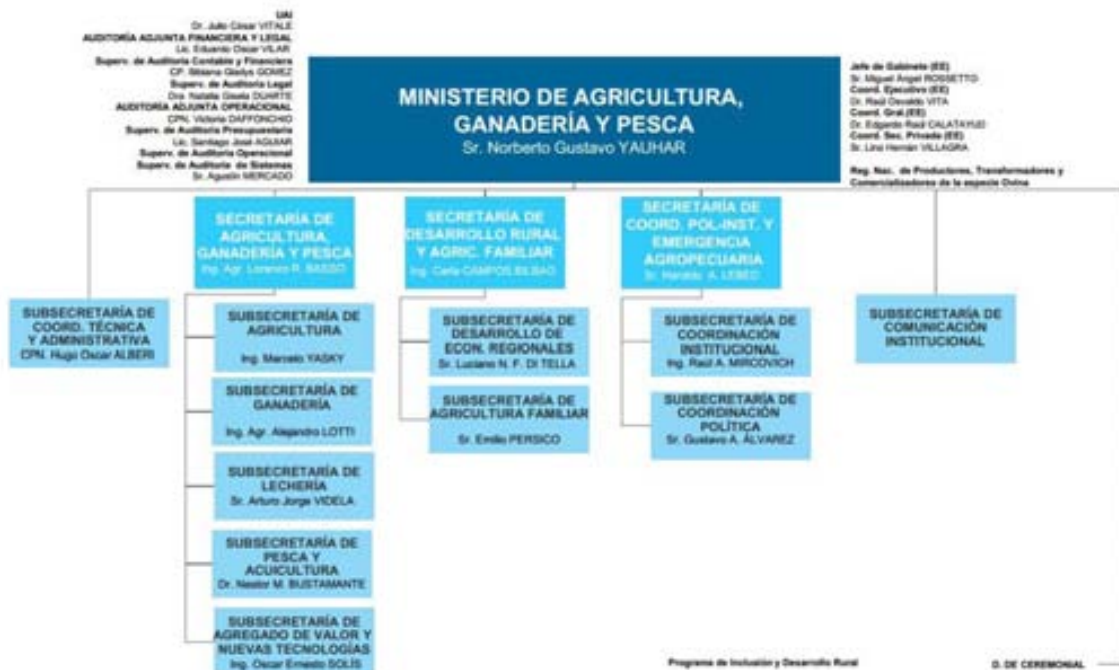 UAI
Dr. Julio César VITALE
AUDITORÍA ADJUNTA FINANCIERA Y LEGAL
Lic. Eduardo Oscar VILAR
Superv. de Auditoría Contable y Financiera
CP. Bibiana Gladys GOMEZ
Superv. de Auditoría Legal
Dra. Natalia Gisela DUARTE
AUDITORÍA ADJUNTA OPERACIONAL
CPN. Victoria DAFFONCHIO
Superv. de Auditoría Presupuestaria
Lic. Santiago José AGUIAR
Superv. de Auditoría Operacional
Superv. de Auditoría de Sistemas
Sr. Agustín MERCADO
MINISTERIO DE AGRICULTURA,
GANADERÍA Y PESCA
Sr. Norberto Gustavo YAUHAR
Jefe de Gabinete (EE)
Sr. Miguel Angel ROSSETTO
Coord. Ejecutivo (EE)
Dr. Raúl Osvaldo VITA
Coord. Gral.(EE)
Dr. Edgardo Raúl CALATAYUD
Coord. Sec. Privada (EE)
Sr. Lino Hernán VILLAGRA
Reg. Nac. de Productores, Transformadores y
Comercializadores de la especie Ovina
SECRETARÍA DE
AGRICULTURA,
GANADERÍA Y PESCA
Ing. Agr. Lorenzo R. BASSO
SECRETARÍA DE
DESARROLLO RURAL
Y AGRIC. FAMILIAR
Ing. Carla CAMPOS BILBAO
SECRETARÍA DE
COORD. POL-INST. Y
EMERGENCIA
AGROPECUARIA
Sr. Haroldo A. LEBED
SUBSECRETARÍA DE
COORD. TÉCNICA
Y ADMINISTRATIVA
CPN. Hugo Oscar ALBERI
SUBSECRETARÍA DE
AGRICULTURA
Ing. Marcelo YASKY
SUBSECRETARÍA DE
GANADERÍA
Ing. Agr. Alejandro LOTTI
SUBSECRETARÍA DE
LECHERÍA
Sr. Arturo Jorge VIDELA
SUBSECRETARÍA DE
PESCA Y
ACUICULTURA
Dr. Nestor M. BUSTAMANTE
SUBSECRETARÍA DE
AGREGADO DE VALOR Y
NUEVAS TECNOLOGÍAS
Ing. Oscar Ernesto SOLÍS
SUBSECRETARÍA DE
DESARROLLO DE
ECON. REGIONALES
Sr. Luciano N. F. DI TELLA
SUBSECRETARÍA DE
AGRICULTURA FAMILIAR
Sr. Emilio PERSICO
SUBSECRETARÍA DE
COORDINACIÓN
INSTITUCIONAL
Ing. Raúl A. MIRCOVICH
SUBSECRETARÍA DE
COORDINACIÓN
POLÍTICA
Sr. Gustavo A. ÁLVAREZ
SUBSECRETARÍA DE
COMUNICACIÓN
INSTITUCIONAL
Programa de Inclusión y Desarrollo Rural
D. DE CEREMONIAL